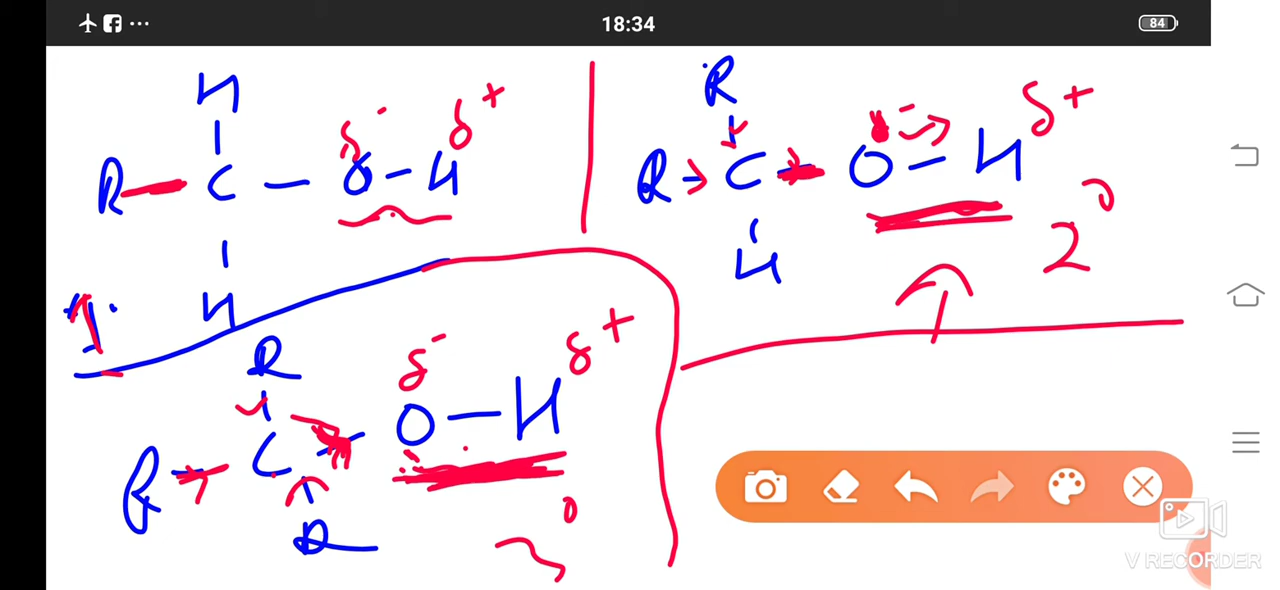 18:34
84
H
δ- δ+
R - C - O - H
H
1°
R
δ+
R - C - O - H
H
2°
R
δ- δ+
R - C - O - H
R
3°
V RECORDER